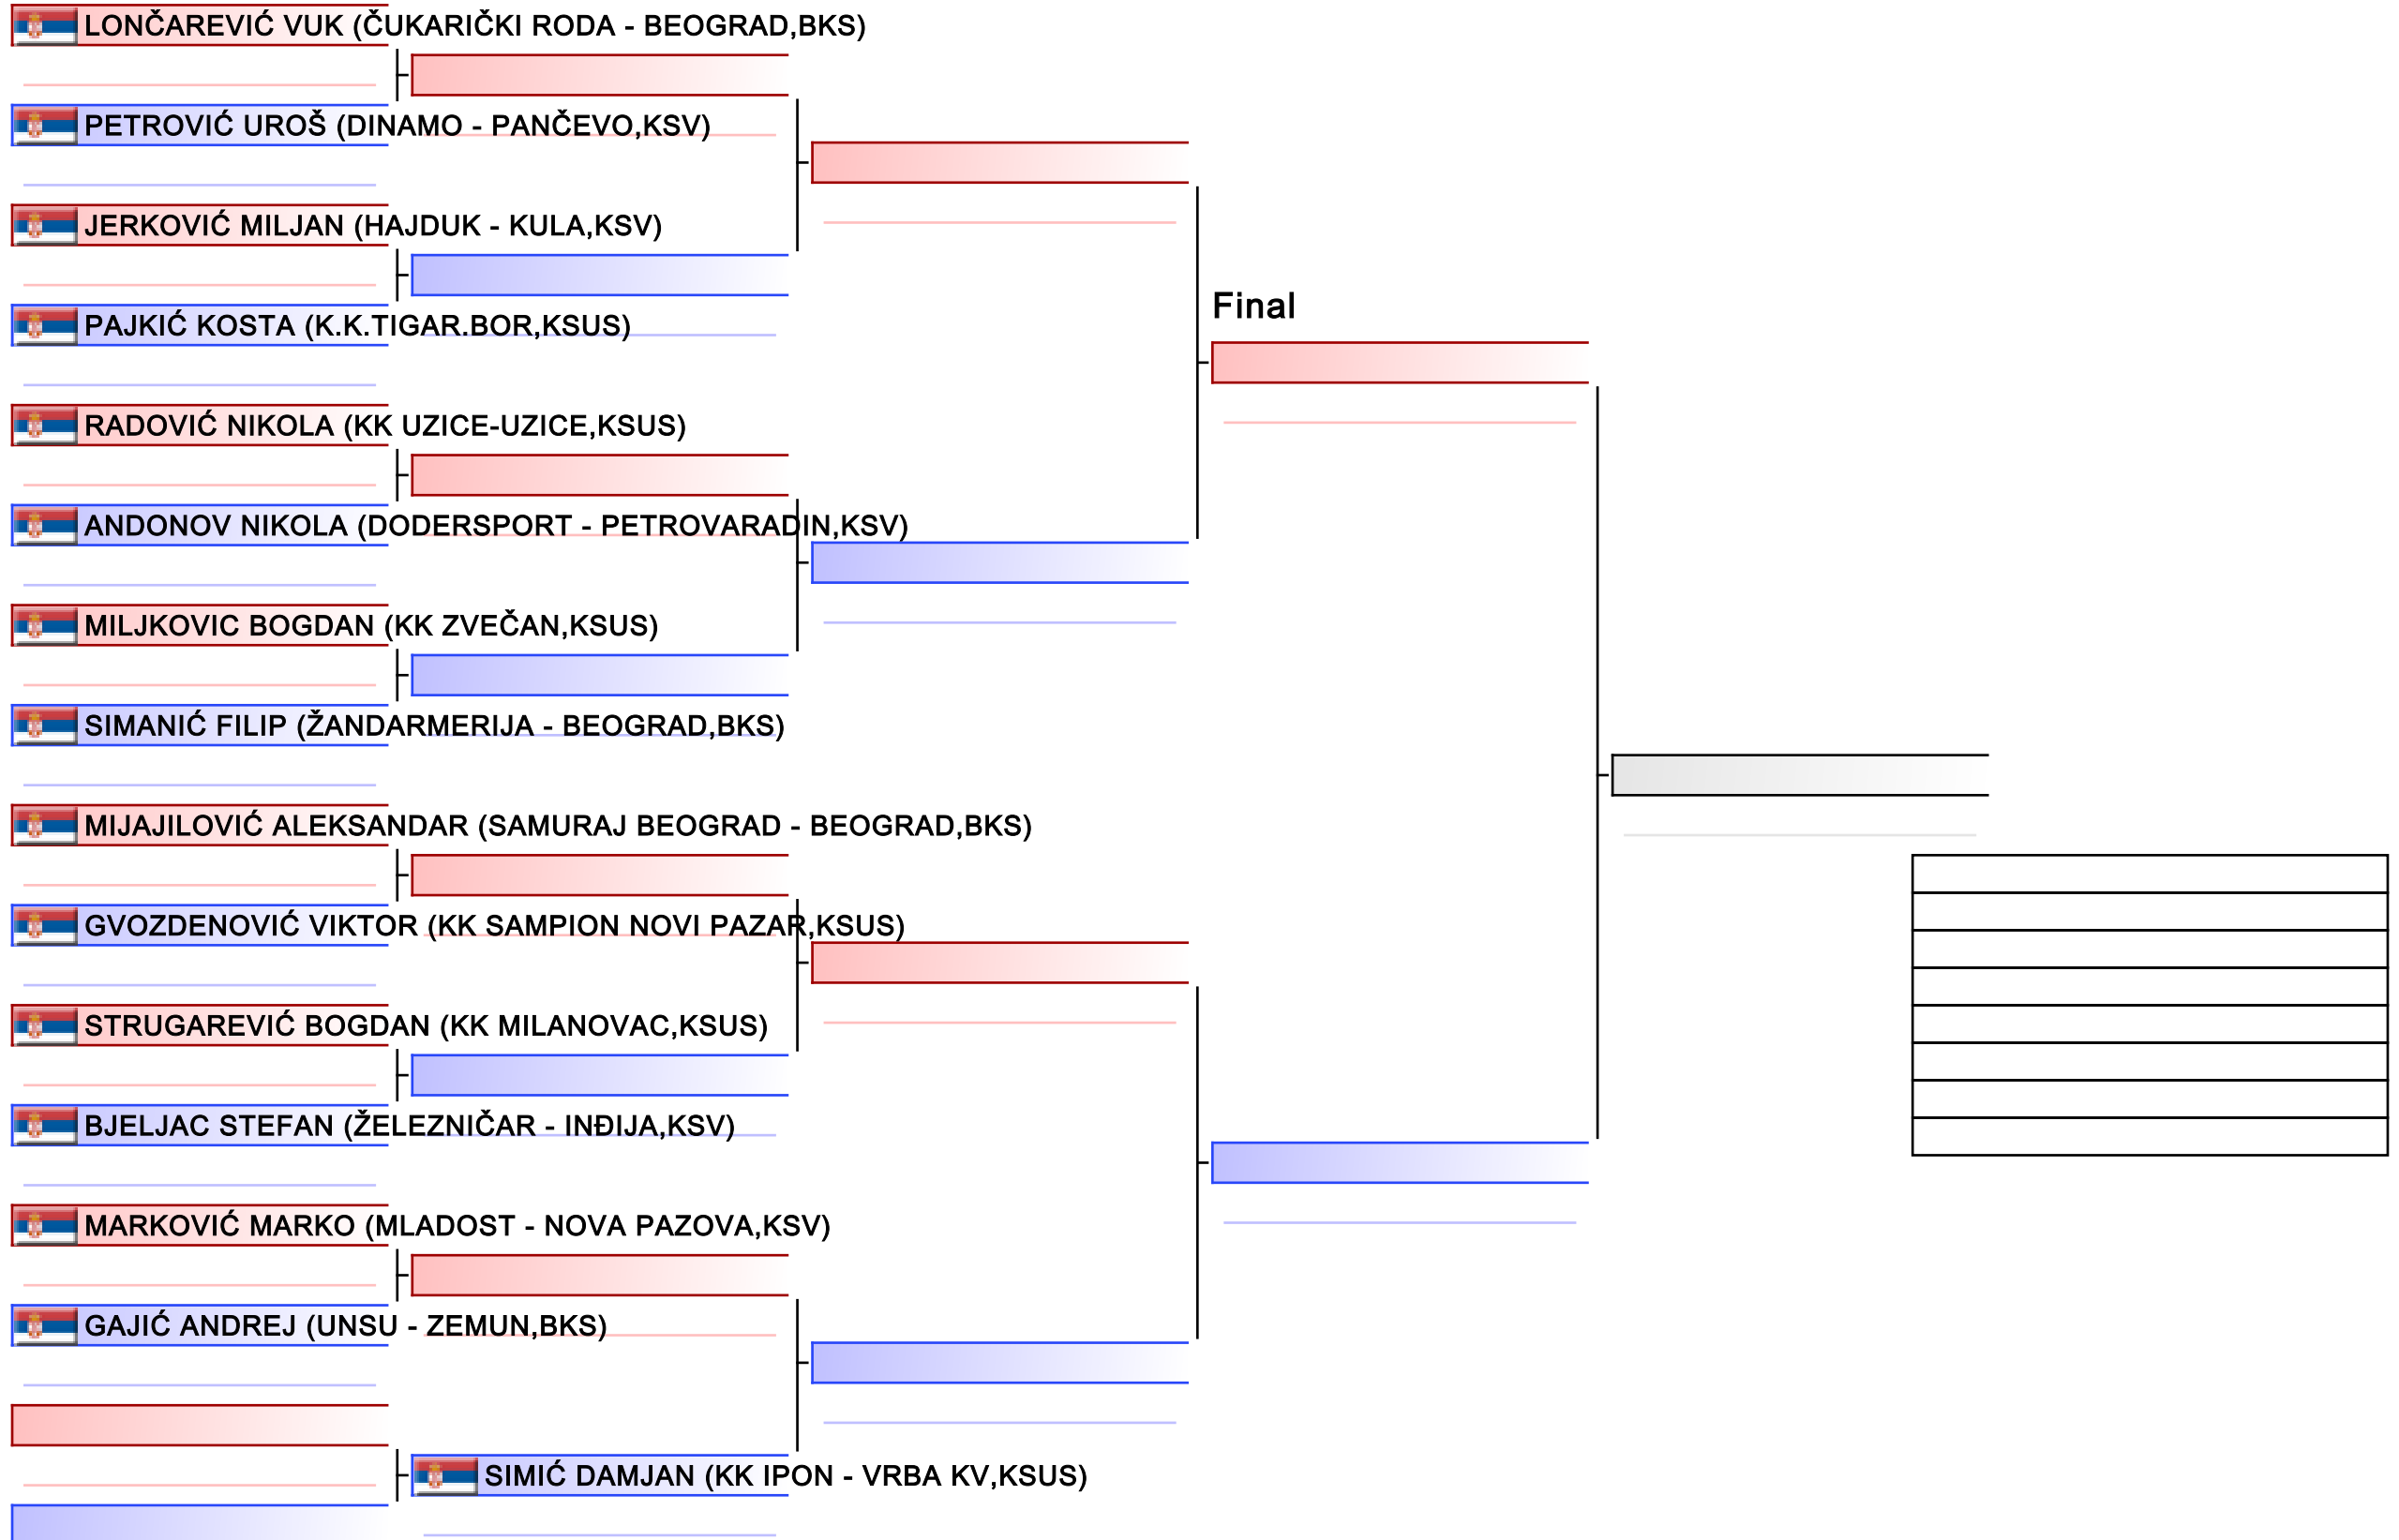 LONČAREVIĆ VUK (ČUKARIČKI RODA - BEOGRAD,BKS)
PETROVIĆ UROŠ (DINAMO - PANČEVO,KSV)
JERKOVIĆ MILJAN (HAJDUK - KULA,KSV)
Final
PAJKIĆ KOSTA (K.K.TIGAR.BOR,KSUS)
RADOVIĆ NIKOLA (KK UZICE-UZICE,KSUS)
ANDONOV NIKOLA (DODERSPORT - PETROVARADIN,KSV)
MILJKOVIC BOGDAN (KK ZVEČAN,KSUS)
SIMANIĆ FILIP (ŽANDARMERIJA - BEOGRAD,BKS)
MIJAJILOVIĆ ALEKSANDAR (SAMURAJ BEOGRAD - BEOGRAD,BKS)
GVOZDENOVIĆ VIKTOR (KK SAMPION NOVI PAZAR,KSUS)
STRUGAREVIĆ BOGDAN (KK MILANOVAC,KSUS)
BJELJAC STEFAN (ŽELEZNIČAR - INĐIJA,KSV)
MARKOVIĆ MARKO (MLADOST - NOVA PAZOVA,KSV)
GAJIĆ ANDREJ (UNSU - ZEMUN,BKS)
SIMIĆ DAMJAN (KK IPON - VRBA KV,KSUS)